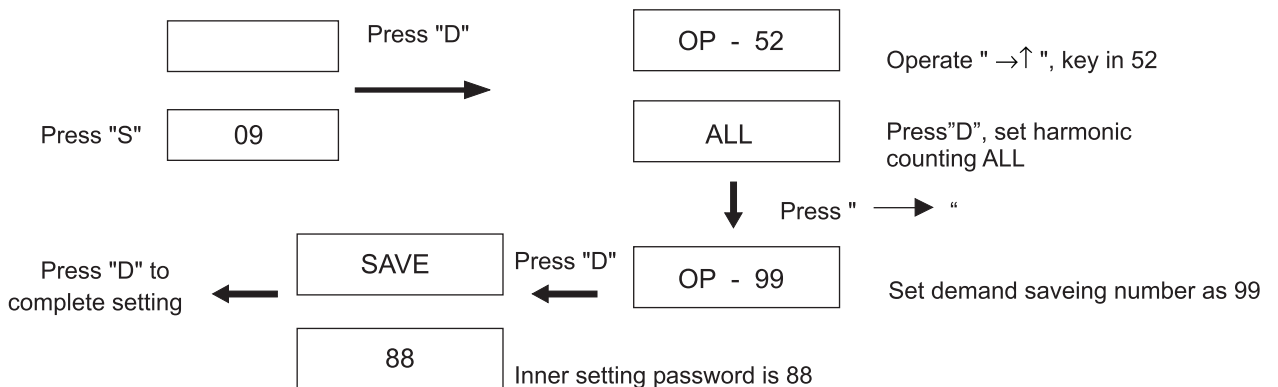 Press "D"
OP - 52
Operate " →↑ ", key in 52
Press "S"
09
ALL
Press”D”, set harmonic
counting ALL
Press " → “
SAVE
Press "D"
OP - 99
Set demand saveing number as 99
Press "D" to
complete setting
88
Inner setting password is 88